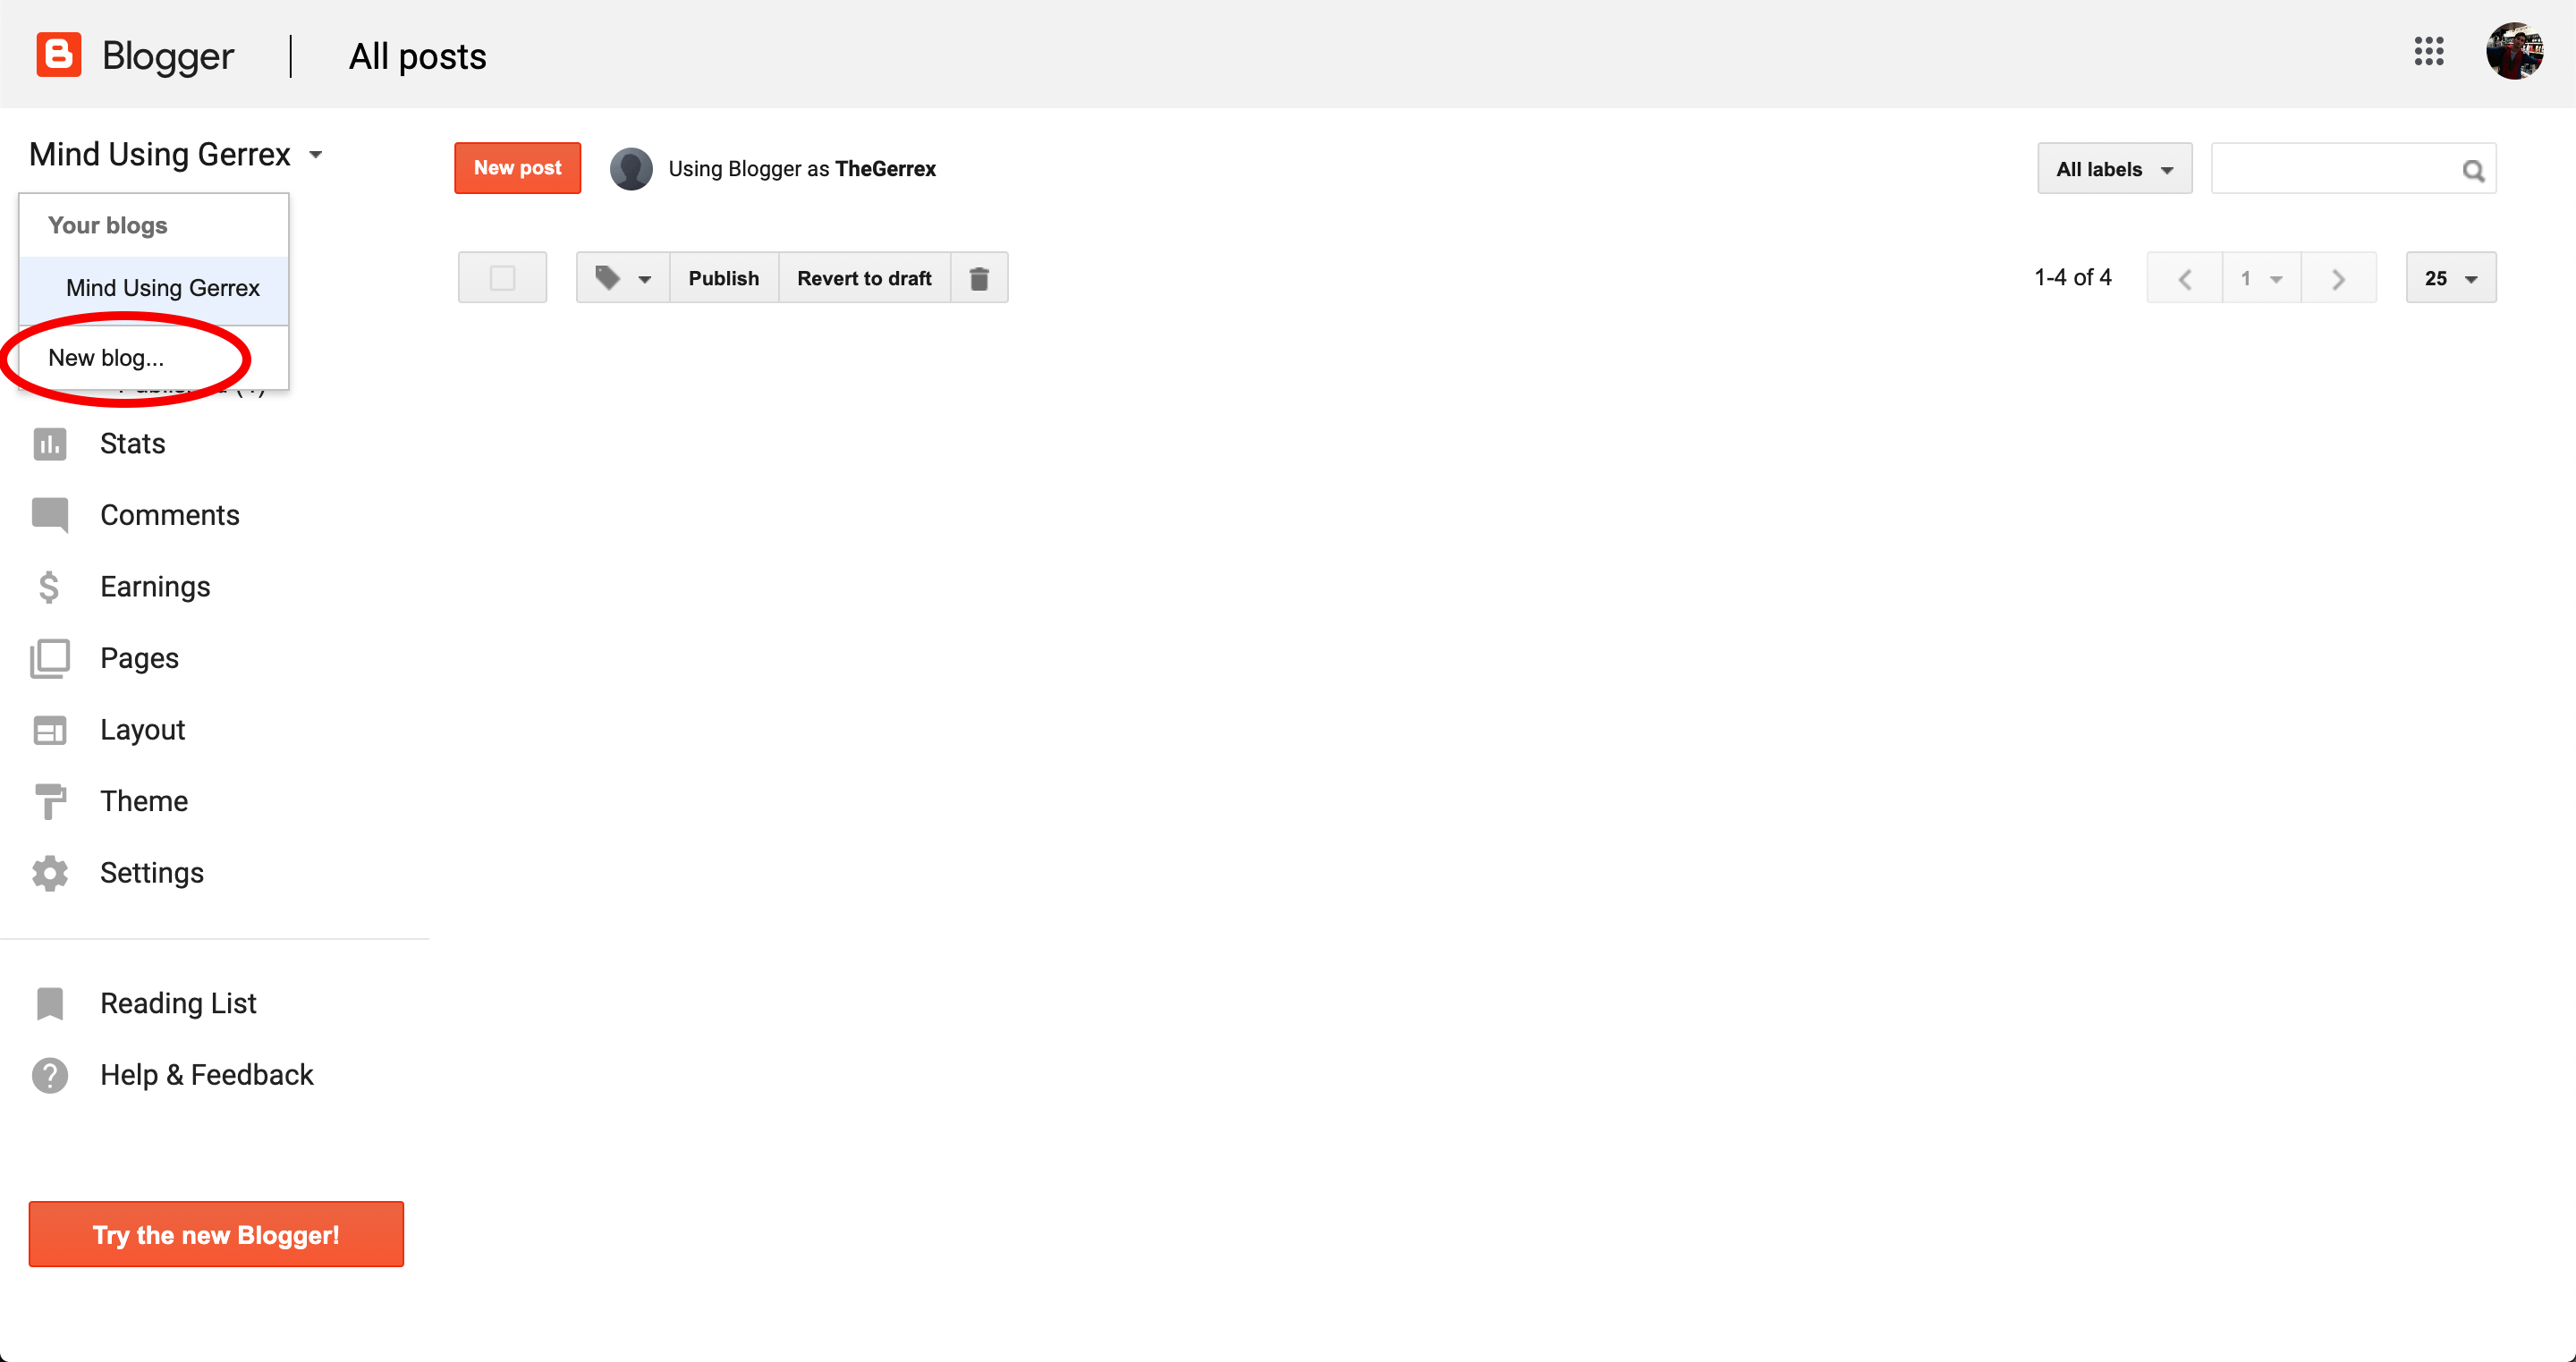 Blogger All posts
Mind Using Gerrex
New post Using Blogger as TheGerrex All labels
Your blogs
Mind Using Gerrex
Publish Revert to draft 1-4 of 4 1 25
New blog...
Stats
Comments
Earnings
Pages
Layout
Theme
Settings
Reading List
Help & Feedback
Try the new Blogger!